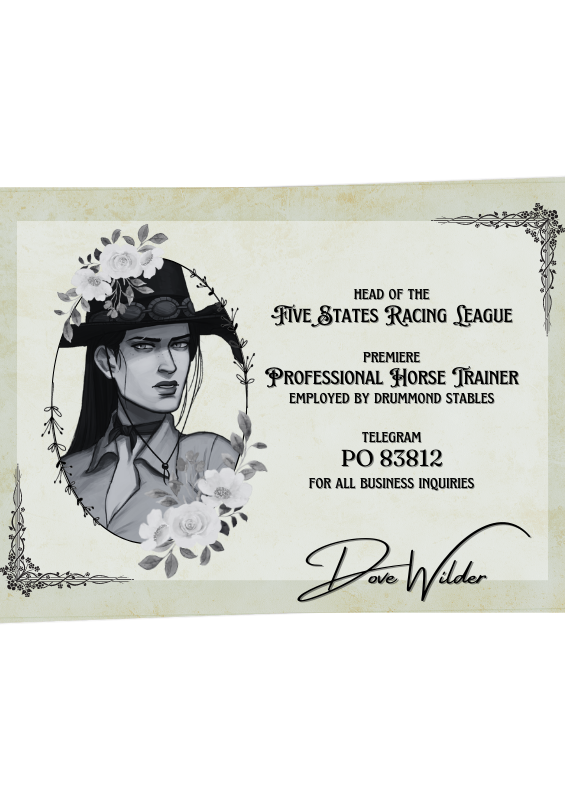 HEAD OF THE
FIVE STATES RACING LEAGUE
PREMIERE
PROFESSIONAL HORSE TRAINER
EMPLOYED BY DRUMMOND STABLES
TELEGRAM
PO 83812
FOR ALL BUSINESS INQUIRIES
Dove Wilder